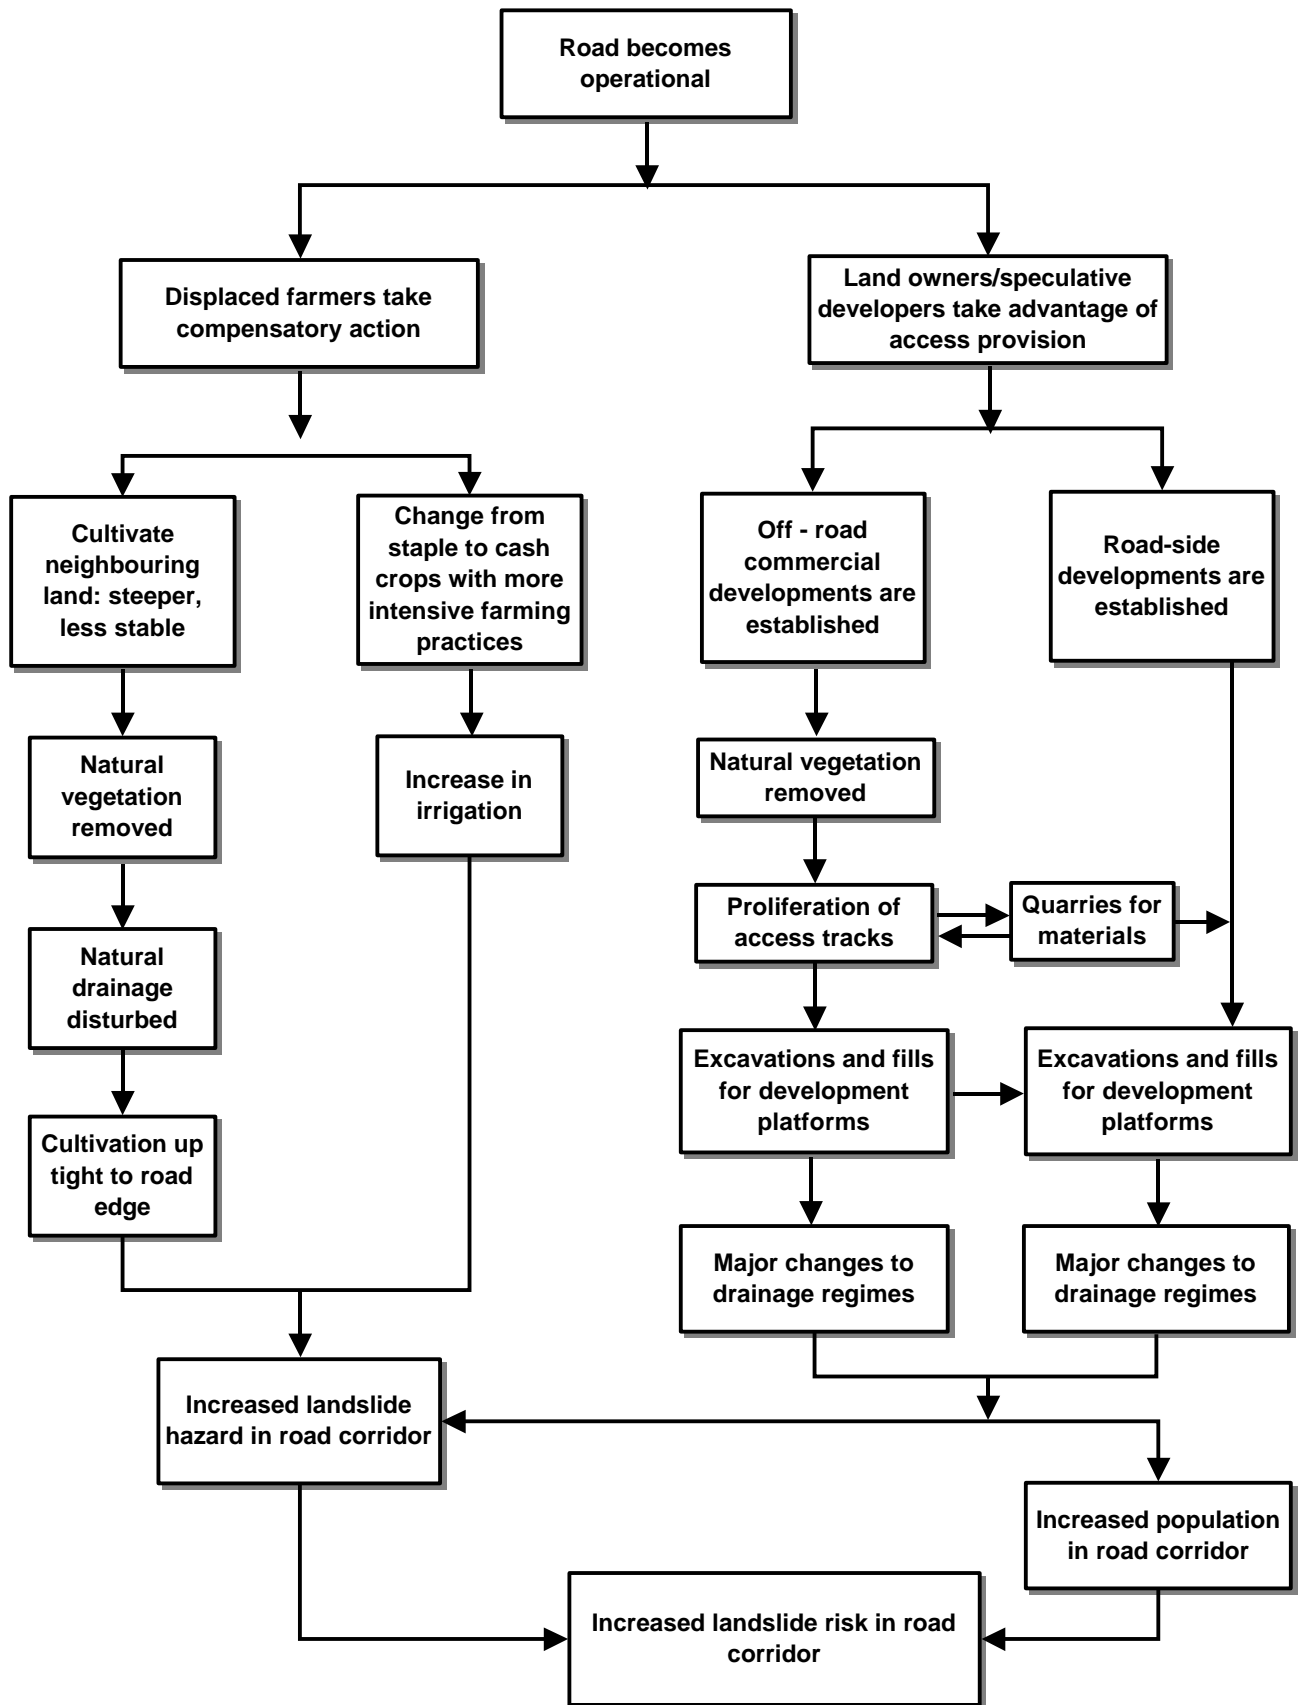 Road becomes
operational
Displaced farmers take
compensatory action
Land owners/speculative
developers take advantage of
access provision
Cultivate
neighbouring
land: steeper,
less stable
Change from
staple to cash
crops with more
intensive farming
practices
Off - road
commercial
developments are
established
Road-side
developments are
established
Natural
vegetation
removed
Increase in
irrigation
Natural vegetation
removed
Proliferation of
access tracks
Quarries for
materials
Natural
drainage
disturbed
Excavations and fills
for development
platforms
Excavations and fills
for development
platforms
Cultivation up
tight to road
edge
Major changes to
drainage regimes
Major changes to
drainage regimes
Increased landslide
hazard in road corridor
Increased population
in road corridor
Increased landslide risk in road
corridor